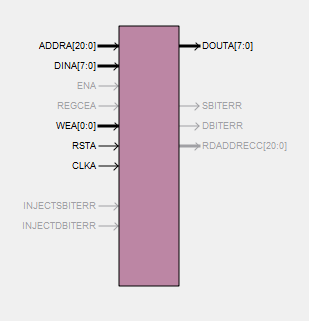 ADDRA[20:0]
DOUTA[7:0]
DINA[7:0]
ENA
REGCEA
SBITERR
WEA[0:0]
DBITERR
RSTA
RDADDRECC[20:0]
CLKA
INJECTSBITERR
INJECTDBITERR